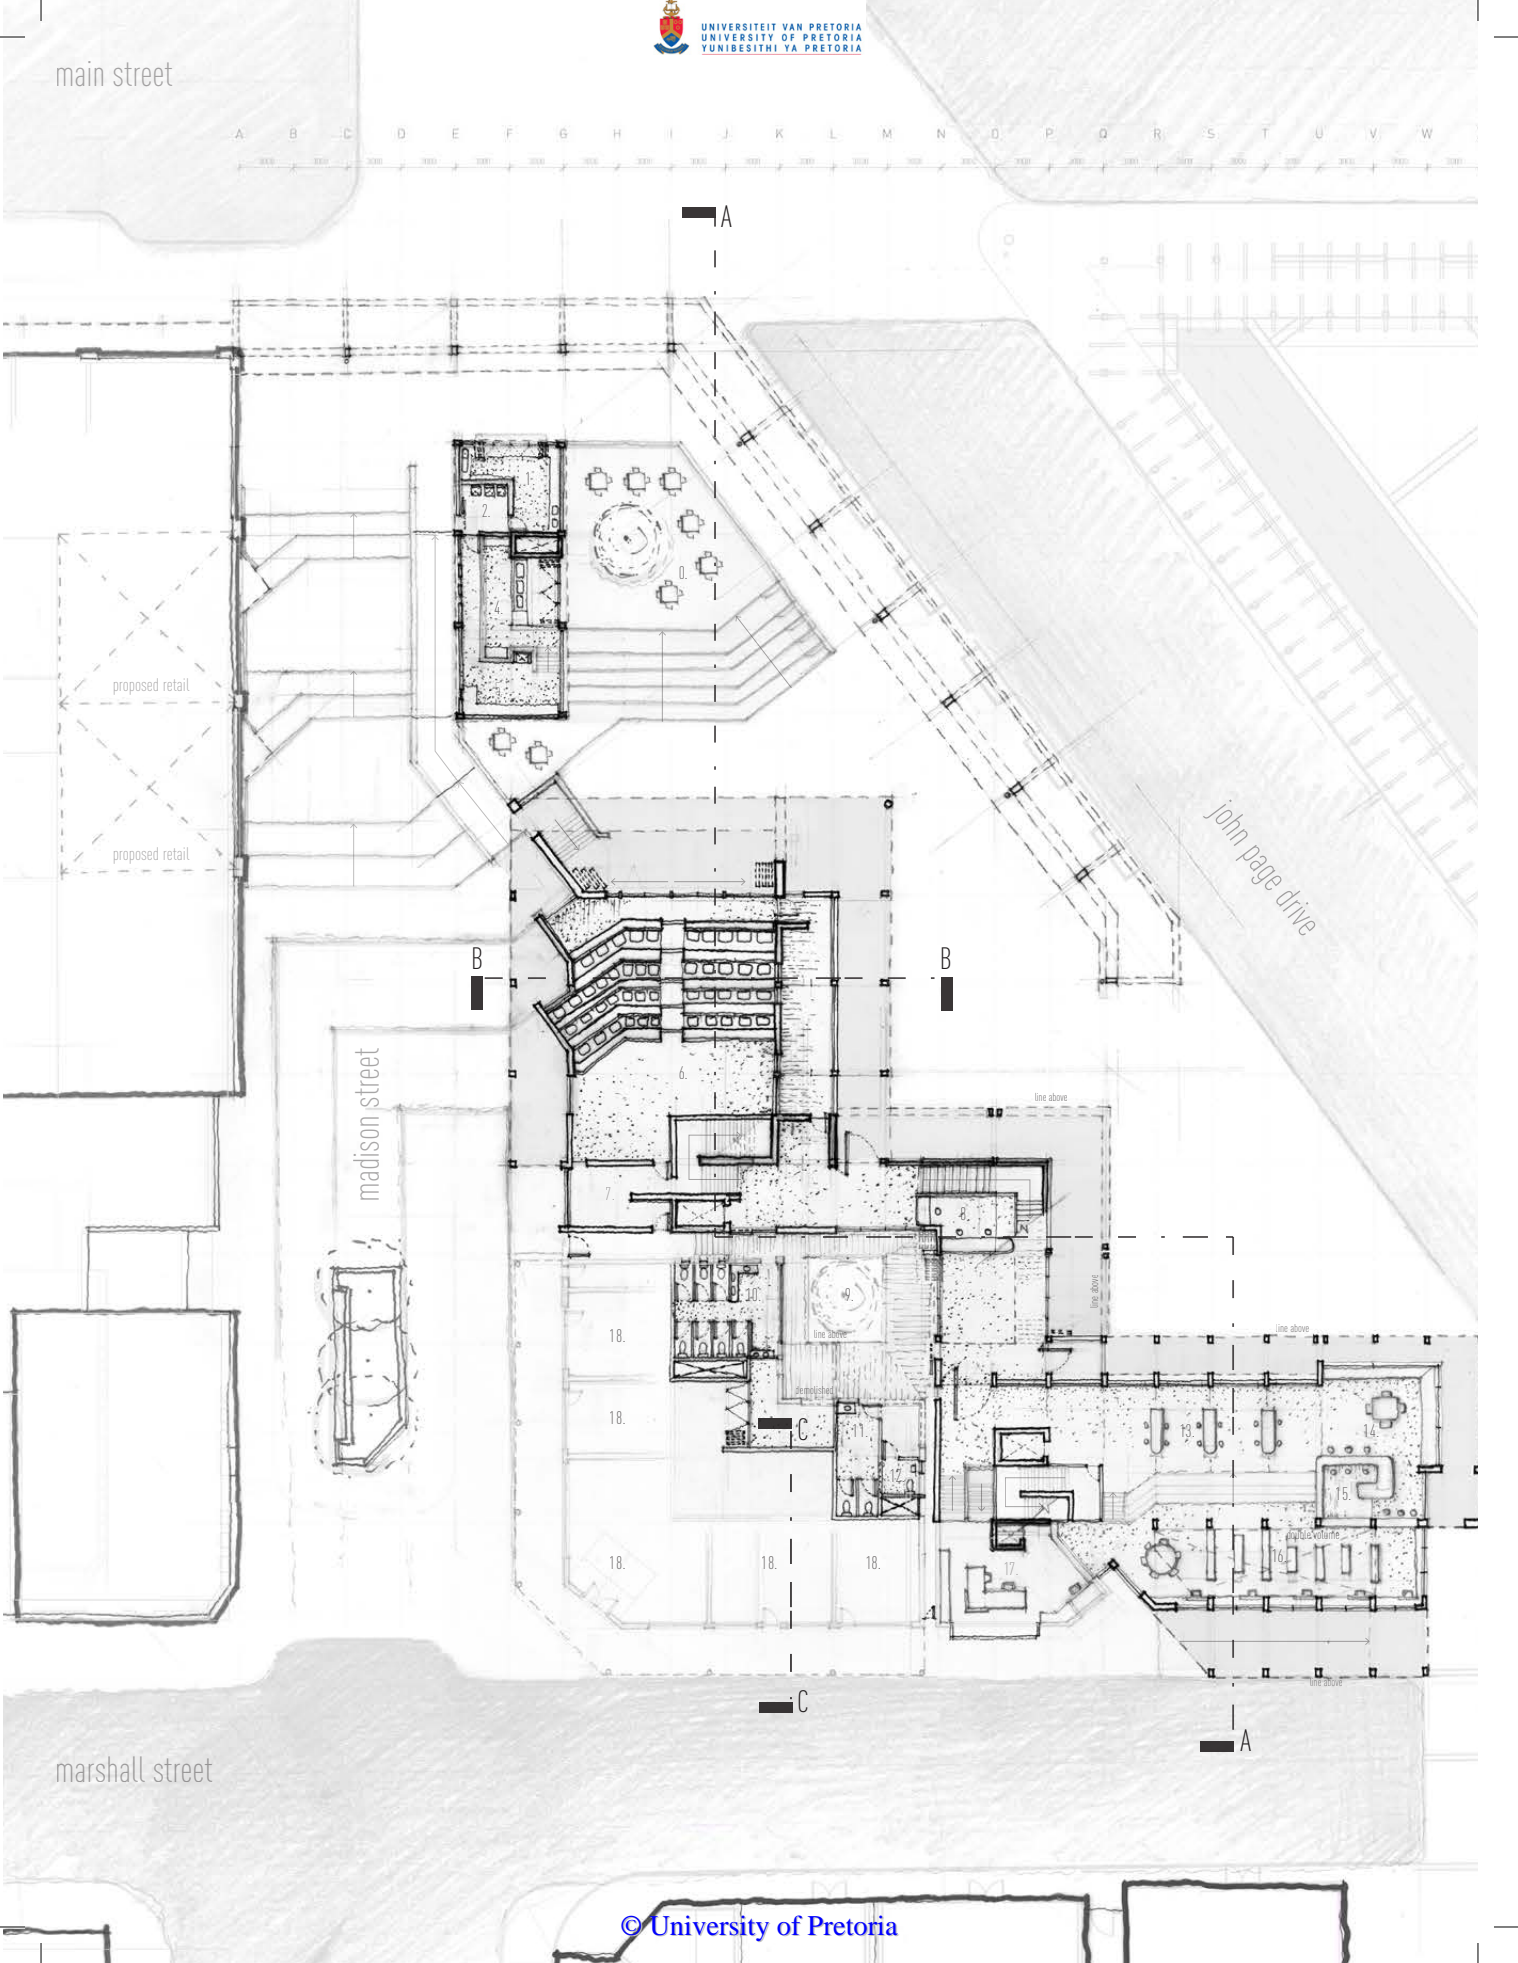 UNIVERSITEIT VAN PRETORIA
UNIVERSITY OF PRETORIA
YUNIBESITHI YA PRETORIA
main street
A B C D E F G H I J K L M N O P Q R S T U V W
A
1.
2.
0.
4.
proposed retail
proposed retail
john page drive
B
B
madison street
6.
line above
7.
8.
line above
9.
10.
line above
line above
18.
demolished
18.
C
11.
13.
14.
12.
15.
double volume
16.
17.
18.
18.
18.
line above
C
A
marshall street
© University of Pretoria